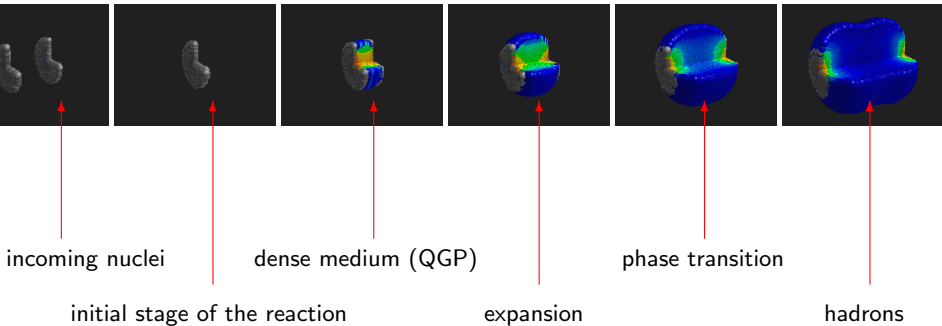 incoming nuclei
dense medium (QGP)
phase transition
initial stage of the reaction
expansion
hadrons